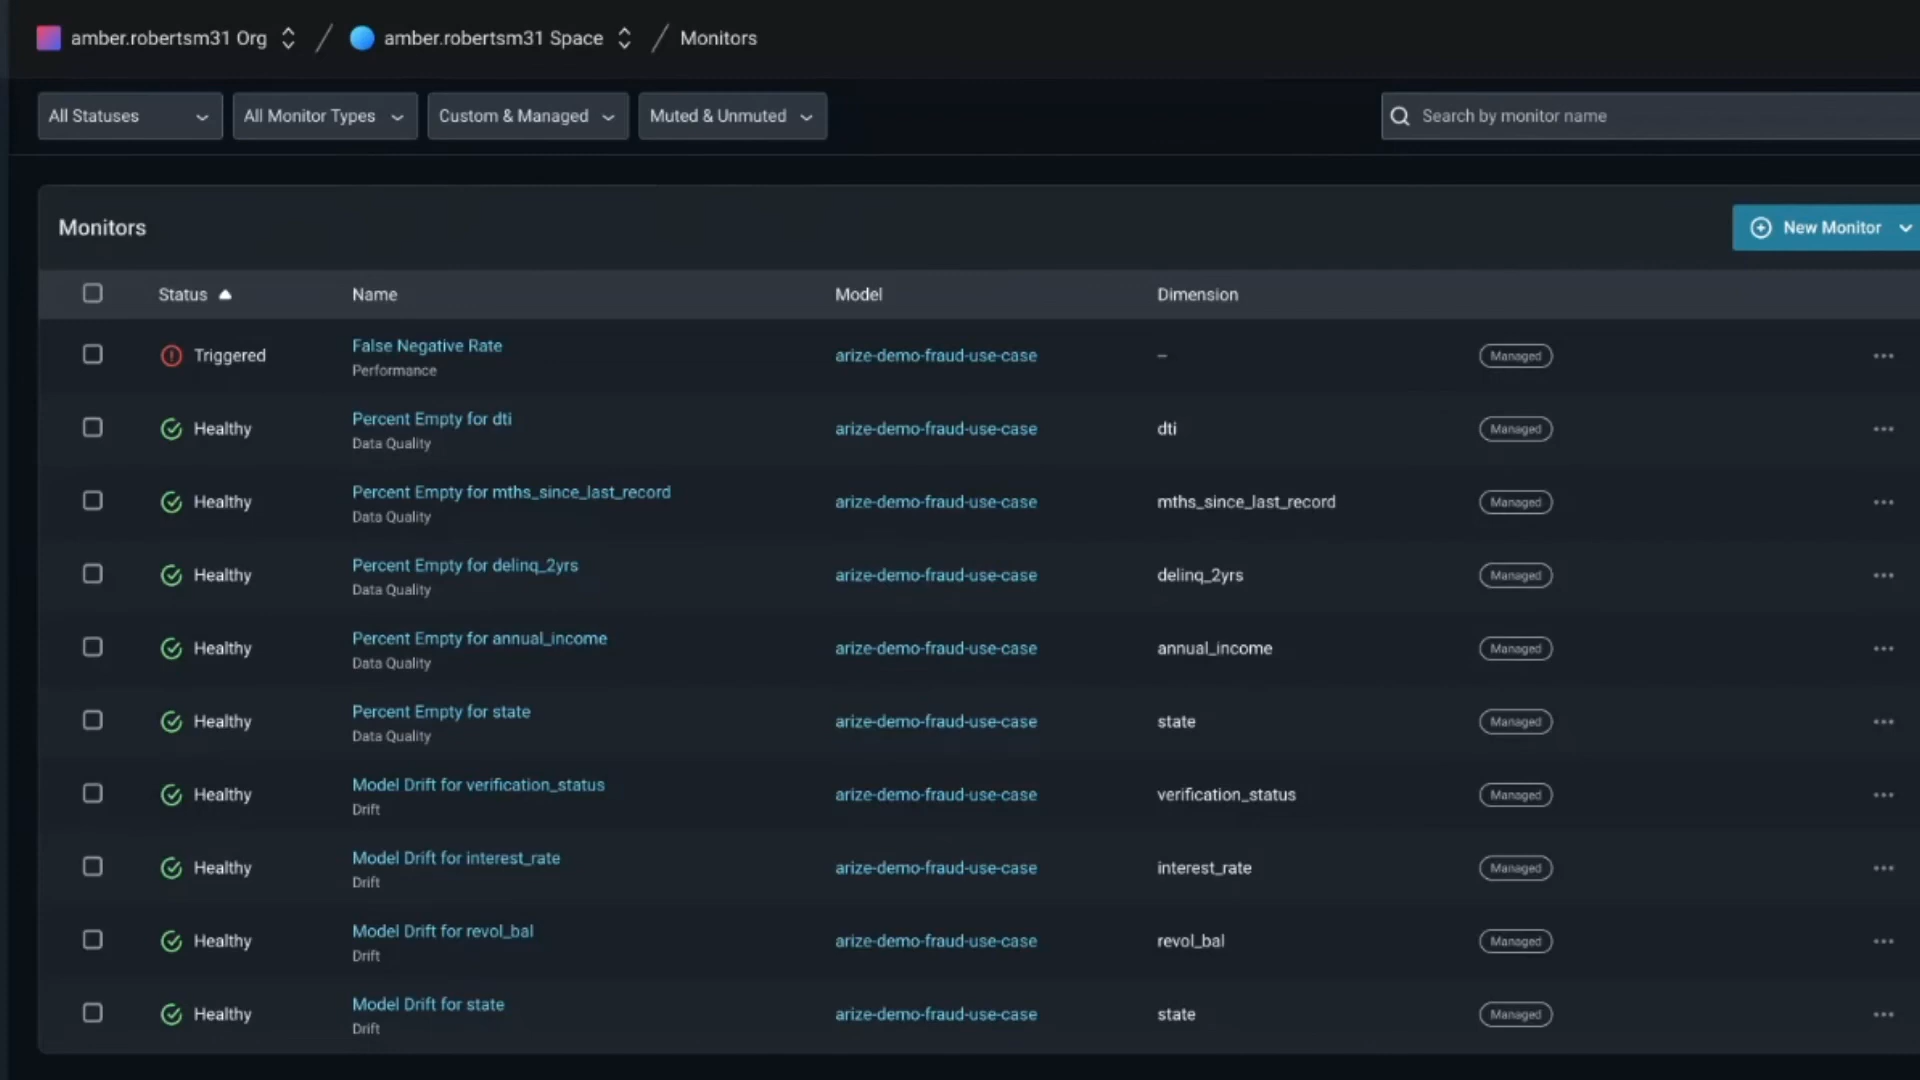 amber.robertsm31 Org / amber.robertsm31 Space / Monitors
All Statuses All Monitor Types Custom & Managed Muted & Unmuted Search by monitor name
Monitors New Monitor
Status Name Model Dimension
Triggered False Negative Rate arize-demo-fraud-use-case – Managed
Performance
Healthy Percent Empty for dti arize-demo-fraud-use-case dti Managed
Data Quality
Healthy Percent Empty for mths_since_last_record arize-demo-fraud-use-case mths_since_last_record Managed
Data Quality
Healthy Percent Empty for delinq_2yrs arize-demo-fraud-use-case delinq_2yrs Managed
Data Quality
Healthy Percent Empty for annual_income arize-demo-fraud-use-case annual_income Managed
Data Quality
Healthy Percent Empty for state arize-demo-fraud-use-case state Managed
Data Quality
Healthy Model Drift for verification_status arize-demo-fraud-use-case verification_status Managed
Drift
Healthy Model Drift for interest_rate arize-demo-fraud-use-case interest_rate Managed
Drift
Healthy Model Drift for revol_bal arize-demo-fraud-use-case revol_bal Managed
Drift
Healthy Model Drift for state arize-demo-fraud-use-case state Managed
Drift